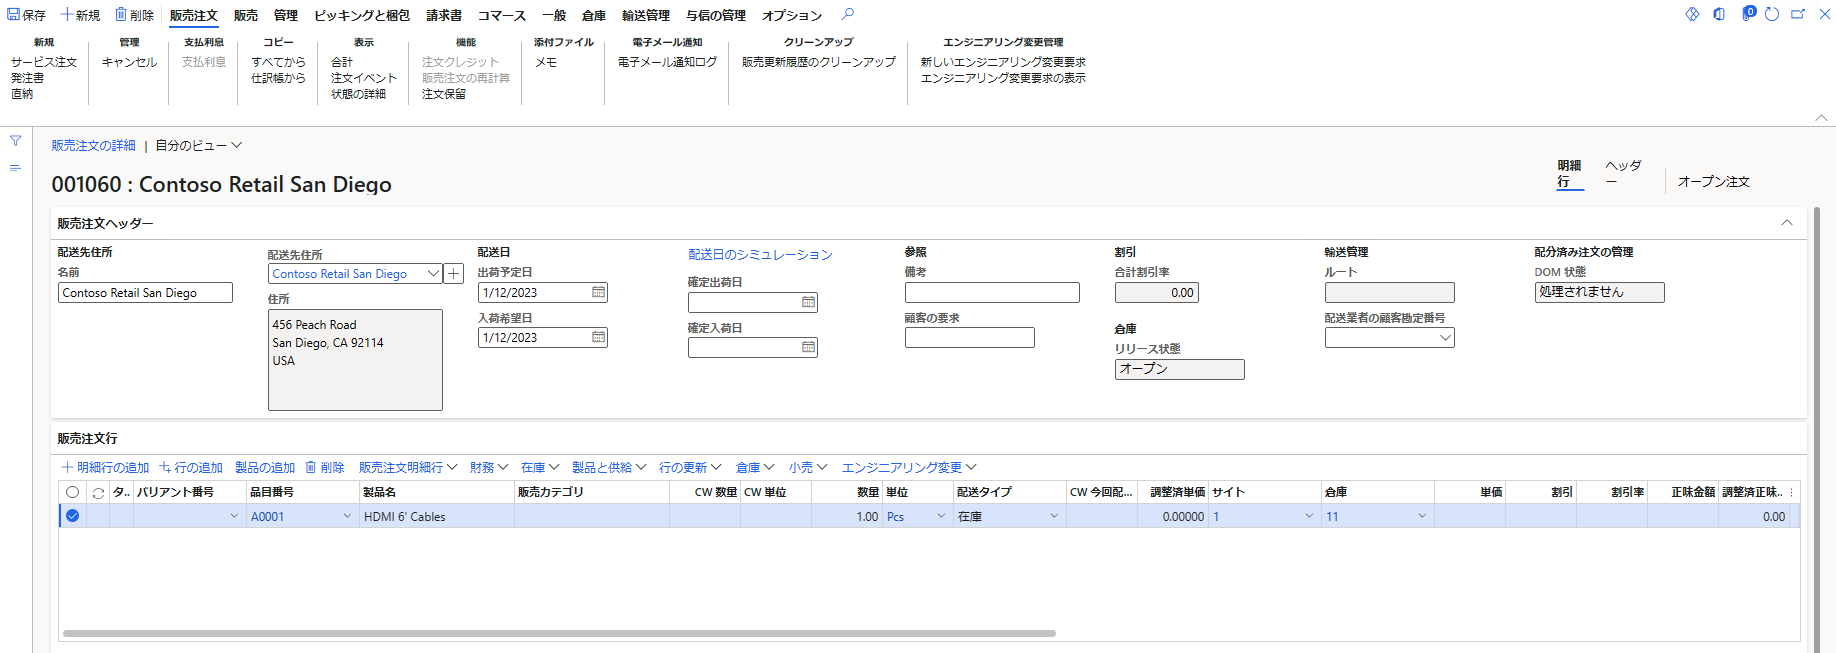 保存 新規 削除 販売注文 販売 管理 ピッキングと梱包 請求書 コマース 一般 倉庫 輸送管理 与信の管理 オプション 0
新規
サービス注文
発注書
直納
管理
キャンセル
支払利息
支払利息
コピー
すべてから
仕訳帳から
表示
合計
注文イベント
状態の詳細
機能
注文クレジット
販売注文の再計算
注文保留
添付ファイル
メモ
電子メール通知
電子メール通知ログ
クリーンアップ
販売更新履歴のクリーンアップ
エンジニアリング変更管理
新しいエンジニアリング変更要求
エンジニアリング変更要求の表示
販売注文の詳細 | 自分のビュー
001060 : Contoso Retail San Diego
明細
行
ヘッダ
ー
オープン注文
販売注文ヘッダー
配送先住所
名前
Contoso Retail San Diego
配送先住所
Contoso Retail San Diego
住所
456 Peach Road
San Diego, CA 92114
USA
配送日
出荷予定日
1/12/2023
入荷希望日
1/12/2023
配送日のシミュレーション
確定出荷日
確定入荷日
参照
備考
顧客の要求
割引
合計割引率
0.00
倉庫
リリース状態
オープン
輸送管理
ルート
配送業者の顧客勘定番号
配分済み注文の管理
DOM 状態
処理されません
販売注文行
明細行の追加 行の追加 製品の追加 削除 販売注文明細行 財務 在庫 製品と供給 行の更新 倉庫 小売 エンジニアリング変更
タ.. バリアント番号 品目番号 製品名 販売カテゴリ CW 数量 CW 単位 数量 単位 配送タイプ CW 今回配... 調整済単価 サイト 倉庫 単価 割引 割引率 正味金額 調整済正味..
A0001 HDMI 6' Cables 1.00 Pcs 在庫 0.00000 1 11 0.00